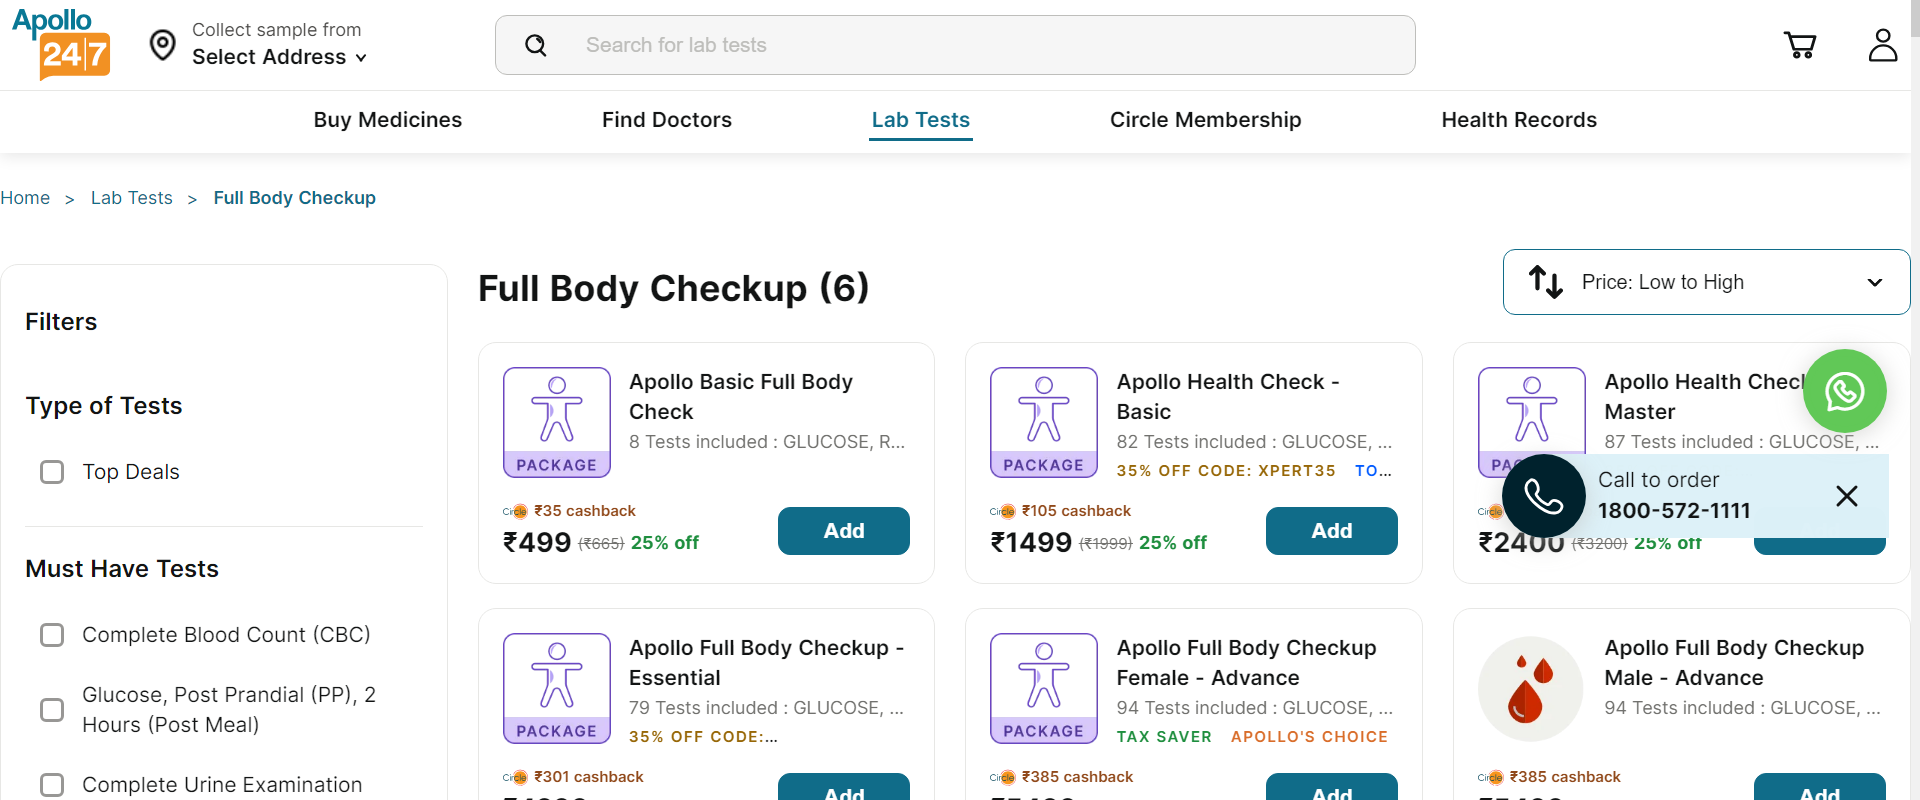 Apollo
24|7
Collect sample from
Select Address
Search for lab tests
Buy Medicines
Find Doctors
Lab Tests
Circle Membership
Health Records
Home > Lab Tests > Full Body Checkup
Filters
Type of Tests
Top Deals
Must Have Tests
Complete Blood Count (CBC)
Glucose, Post Prandial (PP), 2
Hours (Post Meal)
Complete Urine Examination
Full Body Checkup (6)
Price: Low to High
PACKAGE
Apollo Basic Full Body
Check
8 Tests included : GLUCOSE, R...
Circle ₹35 cashback
₹499 (₹665) 25% off
Add
PACKAGE
Apollo Health Check -
Basic
82 Tests included : GLUCOSE, ...
35% OFF CODE: XPERT35 TO...
Circle ₹105 cashback
₹1499 (₹1999) 25% off
Add
Apollo Health Check
Master
87 Tests included : GLUCOSE, ...
Circle
₹2400 (₹3200) 25% off
Call to order
1800-572-1111
PACKAGE
Apollo Full Body Checkup -
Essential
79 Tests included : GLUCOSE, ...
35% OFF CODE:...
Circle ₹301 cashback
Add
PACKAGE
Apollo Full Body Checkup
Female - Advance
94 Tests included : GLUCOSE, ...
TAX SAVER APOLLO'S CHOICE
Circle ₹385 cashback
Add
Apollo Full Body Checkup
Male - Advance
94 Tests included : GLUCOSE, ...
Circle ₹385 cashback
Add